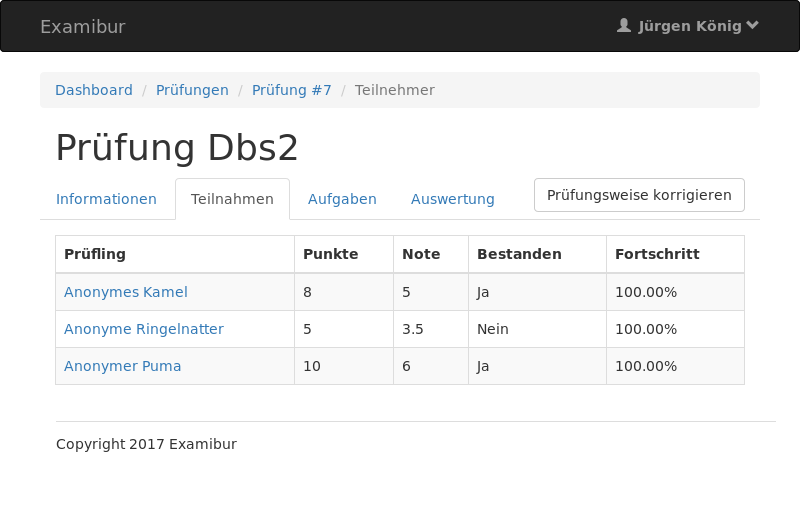 Examibur Jürgen König
Dashboard / Prüfungen / Prüfung #7 / Teilnehmer
Prüfung Dbs2
Informationen Teilnahmen Aufgaben Auswertung Prüfungsweise korrigieren
Prüfling Punkte Note Bestanden Fortschritt
Anonymes Kamel 8 5 Ja 100.00%
Anonyme Ringelnatter 5 3.5 Nein 100.00%
Anonymer Puma 10 6 Ja 100.00%
Copyright 2017 Examibur